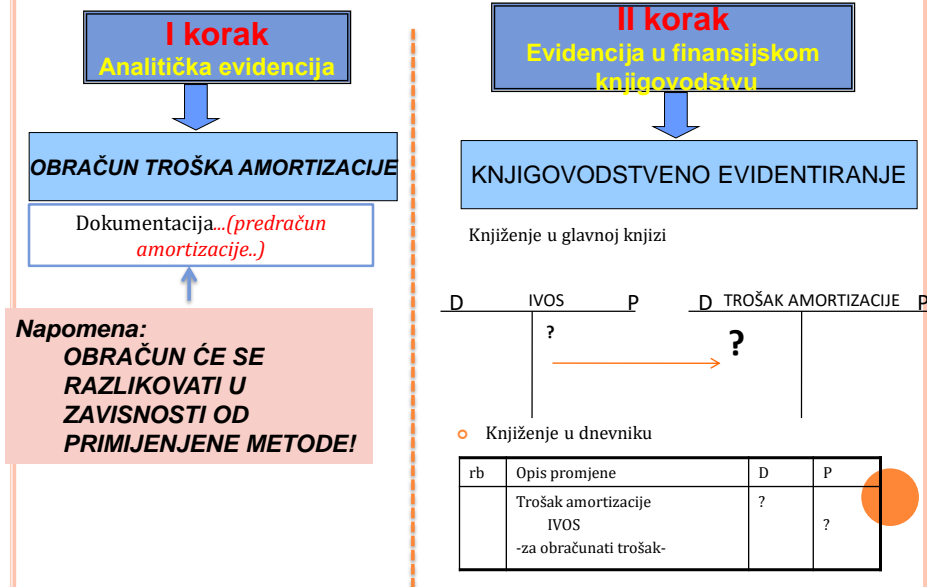 I korak
Analitička evidencija
OBRAČUN TROŠKA AMORTIZACIJE
Dokumentacija...(predračun
amortizacije..)
Napomena:
OBRAČUN ĆE SE
RAZLIKOVATI U
ZAVISNOSTI OD
PRIMIJENJENE METODE!
II korak
Evidencija u finansijskom
knjigovodstvu
KNJIGOVODSTVENO EVIDENTIRANJE
Knjiženje u glavnoj knjizi
D IVOS P D TROŠAK AMORTIZACIJE P
? ?
Knjiženje u dnevniku
rb Opis promjene D P
Trošak amortizacije ?
IVOS ?
-za obračunati trošak-